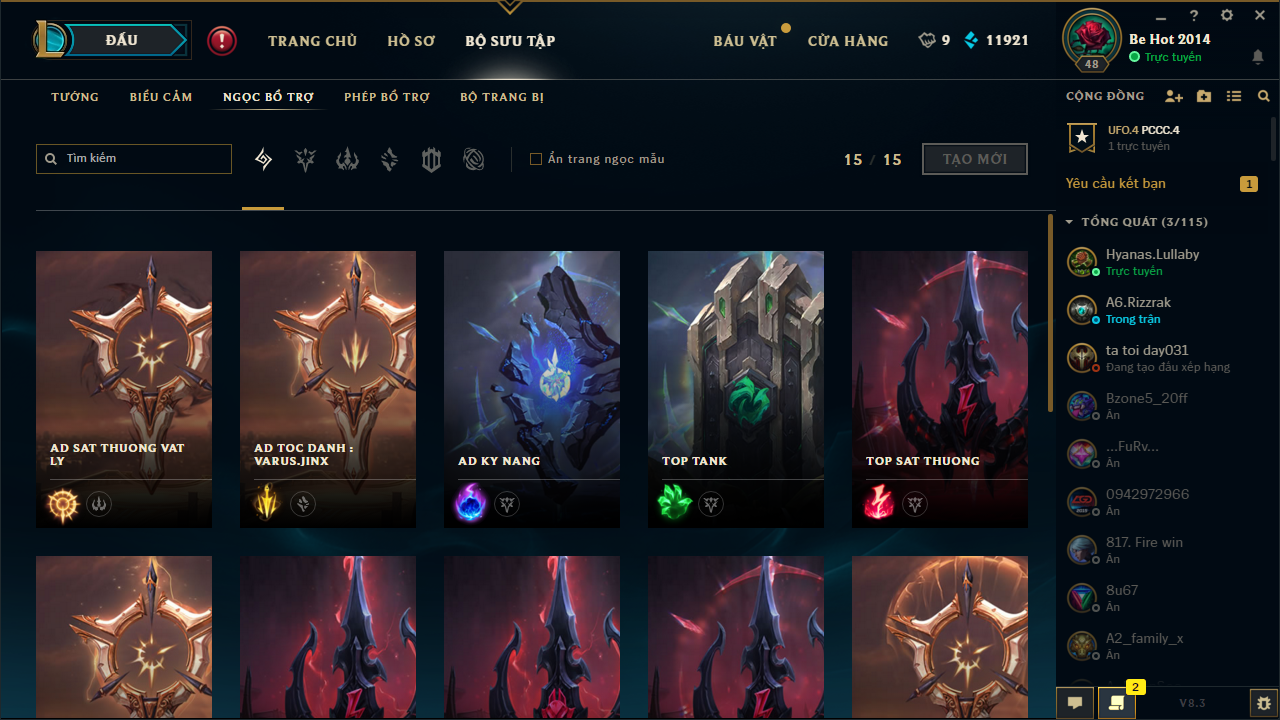 ĐẤU
TRANG CHỦ
HỒ SƠ
BỘ SƯU TẬP
BÁU VẬT
CỬA HÀNG
9
11921
48
Be Hot 2014
Trực tuyến
TƯỚNG
BIỂU CẢM
NGỌC BỔ TRỢ
PHÉP BỔ TRỢ
BỘ TRANG BỊ
CỘNG ĐỒNG
Tìm kiếm
Ẩn trang ngọc mẫu
15 / 15
TẠO MỚI
UFO.4 PCCC.4
1 trực tuyến
Yêu cầu kết bạn
1
TỔNG QUÁT (3/115)
Hyanas.Lullaby
Trực tuyến
A6.Rizzrak
Trong trận
ta toi day031
Đang tạo đấu xếp hạng
Bzone5_20ff
Ẩn
...FuRv...
Ẩn
0942972966
Ẩn
817. Fire win
Ẩn
8u67
Ẩn
A2_family_x
Ẩn
AD SAT THUONG VAT
LY
AD TOC DANH :
VARUS.JINX
AD KY NANG
TOP TANK
TOP SAT THUONG
2
V8.3